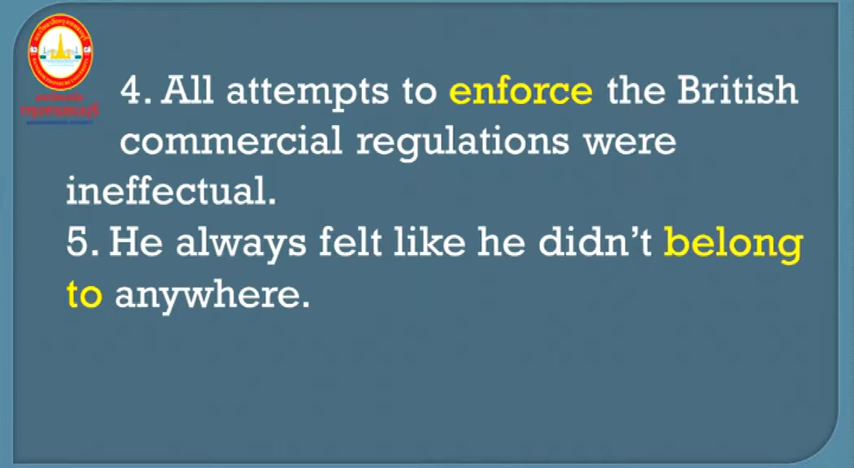 4. All attempts to enforce the British
commercial regulations were
ineffectual.
5. He always felt like he didn’t belong
to anywhere.